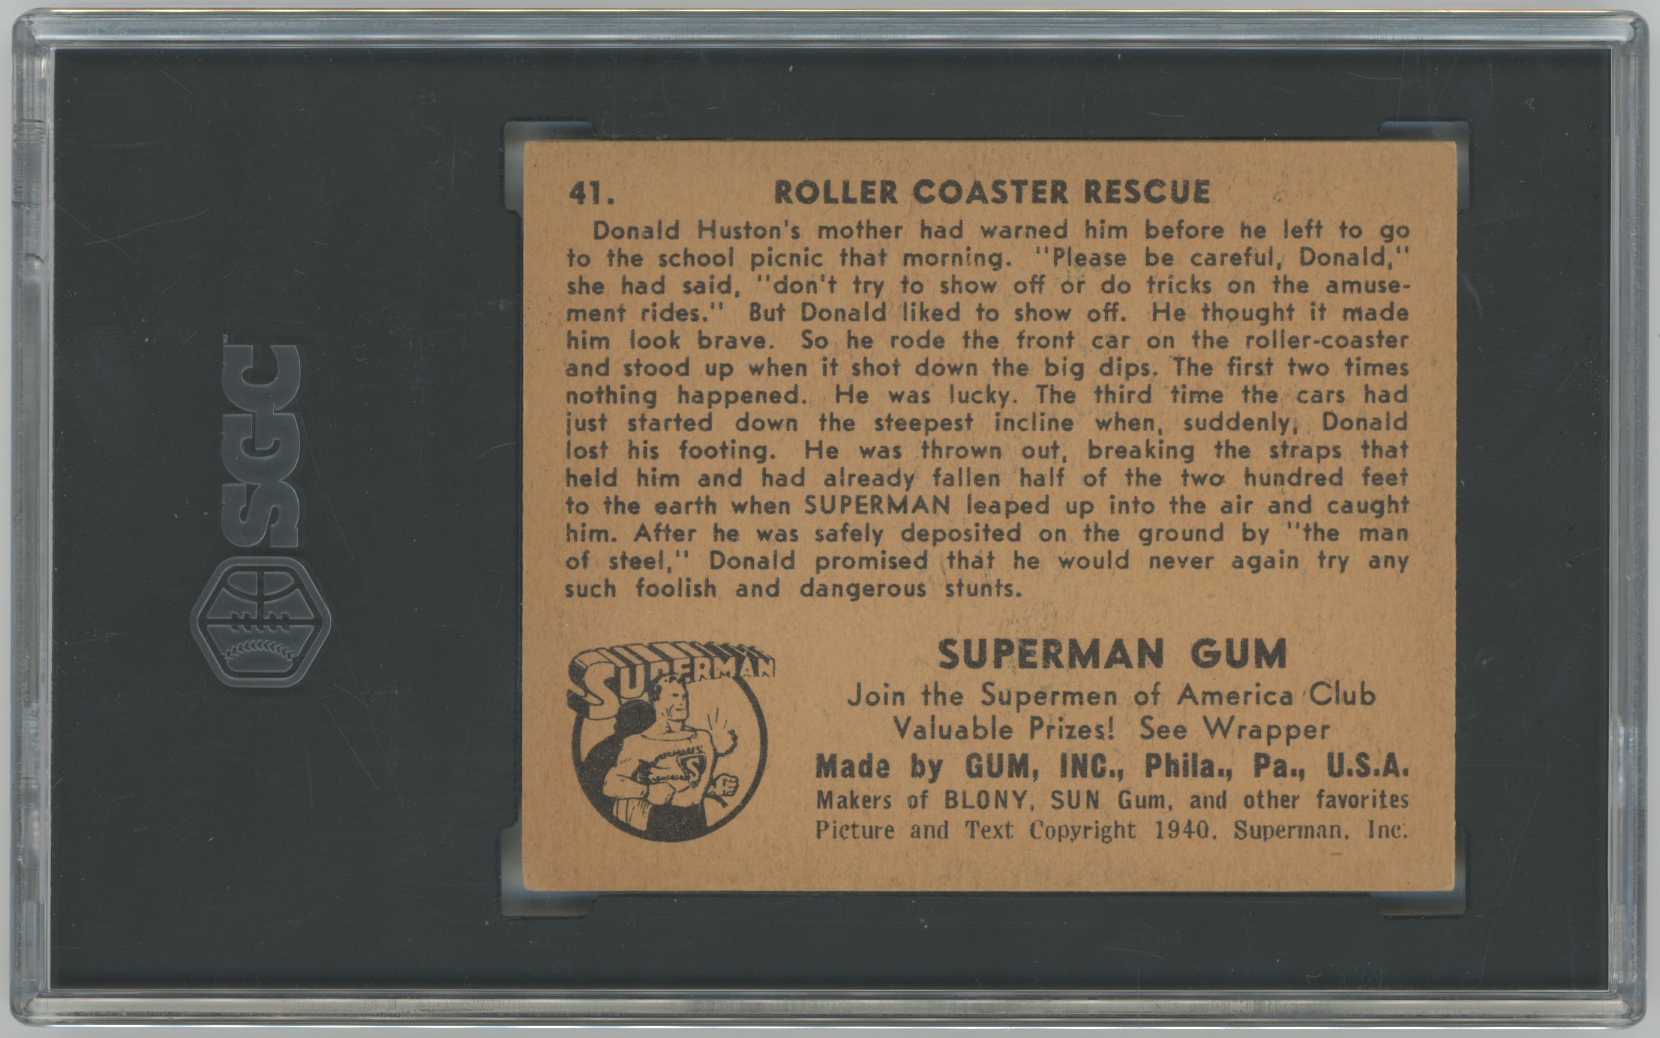 41. ROLLER COASTER RESCUE
Donald Huston's mother had warned him before he left to go
to the school picnic that morning. "Please be careful, Donald,"
she had said, "don't try to show off or do tricks on the amuse-
ment rides." But Donald liked to show off. He thought it made
him look brave. So he rode the front car on the roller-coaster
and stood up when it shot down the big dips. The first two times
nothing happened. He was lucky. The third time the cars had
just started down the steepest incline when, suddenly, Donald
lost his footing. He was thrown out, breaking the straps that
held him and had already fallen half of the two hundred feet
to the earth when SUPERMAN leaped up into the air and caught
him. After he was safely deposited on the ground by "the man
of steel," Donald promised that he would never again try any
such foolish and dangerous stunts.
SUPERMAN
SUPERMAN GUM
Join the Supermen of America Club
Valuable Prizes! See Wrapper
Made by GUM, INC., Phila., Pa., U.S.A.
Makers of BLONY, SUN Gum, and other favorites
Picture and Text Copyright 1940. Superman, Inc.
S
SGC